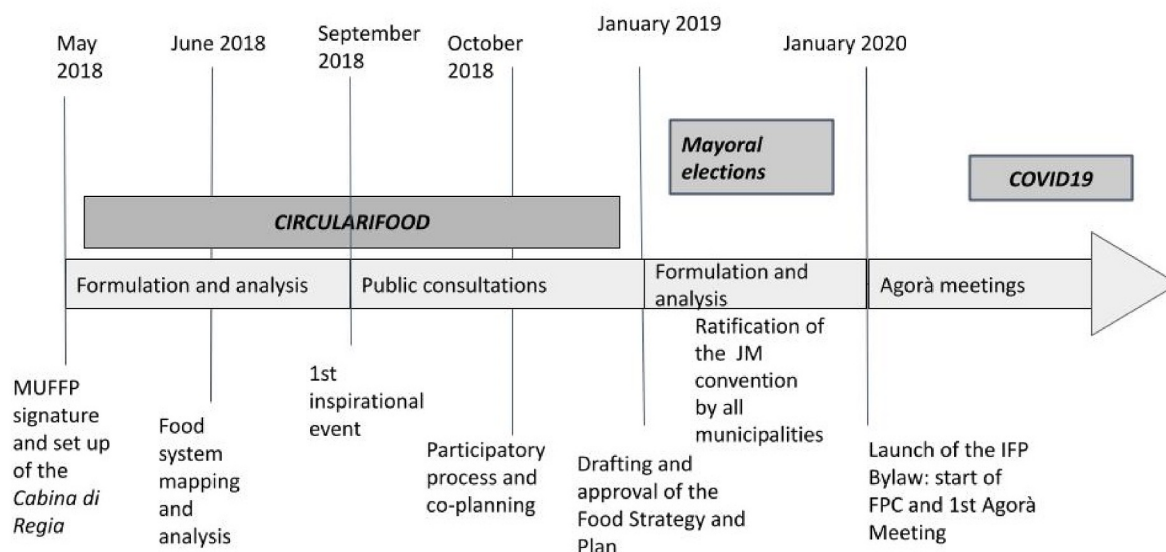 May
2018
June 2018
September
2018
October
2018
January 2019
January 2020
Mayoral
elections
COVID19
CIRCULARIFOOD
Formulation and analysis
Public consultations
Formulation and
analysis
Agorà meetings
MUFFP
signature
and set up
of the
Cabina di
Regia
Food
system
mapping
and
analysis
1st
inspirational
event
Participatory
process and
co-planning
Drafting and
approval of the
Food Strategy and
Plan
Ratification of
the JM
convention
by all
municipalities
Launch of the IFP
Bylaw: start of
FPC and 1st Agorà
Meeting